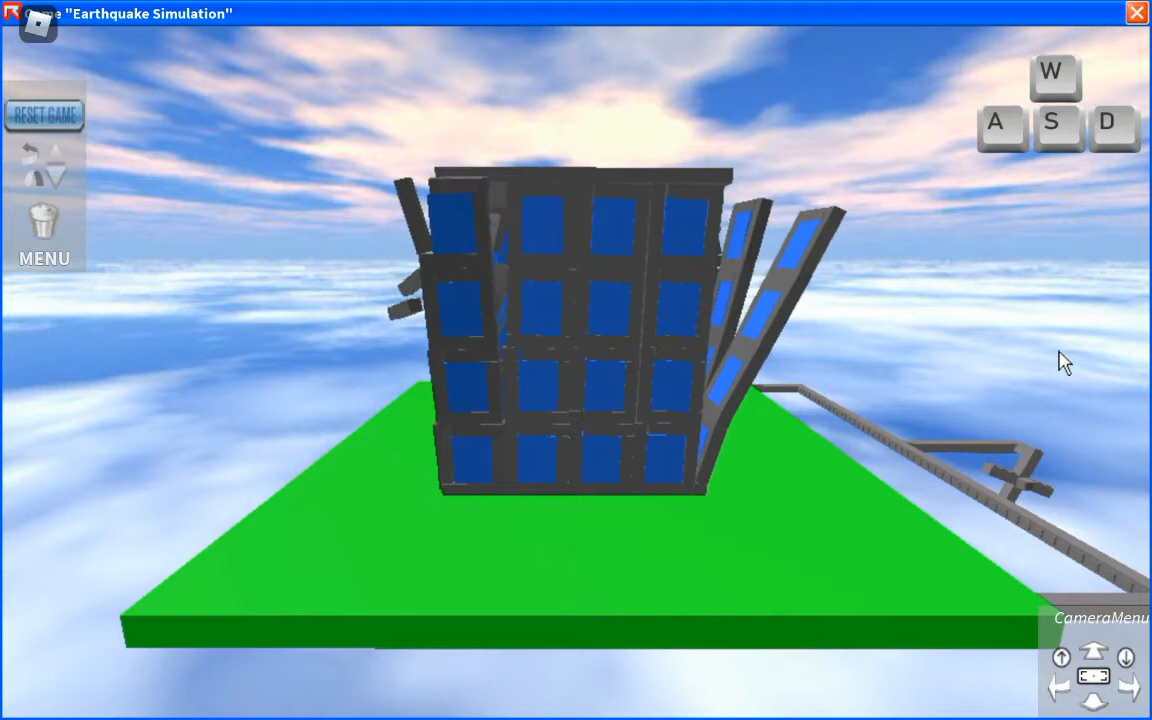 "Earthquake Simulation"
W
A S D
RESET GAME
MENU
CameraMenu